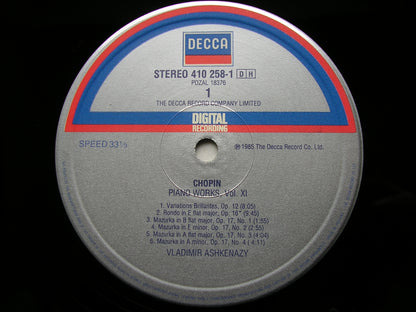 DECCA
STEREO 410 258-1 DH
POZAL 18376
1
THE DECCA RECORD COMPANY LIMITED
DIGITAL
RECORDING
SPEED 33⅓
℗ 1985 The Decca Record Co. Ltd.
CHOPIN
PIANO WORKS, Vol. XI
1. Variations Brillantes, Op. 12 (8:05)
2. Rondo in E flat major, Op. 16* (9:45)
3. Mazurka in B flat major, Op. 17, No. 1 (1:55)
4. Mazurka in E minor, Op. 17, No. 2 (2:55)
5. Mazurka in A flat major, Op. 17, No. 3 (4:04)
6. Mazurka in A minor, Op. 17, No. 4 (4:11)
VLADIMIR ASHKENAZY